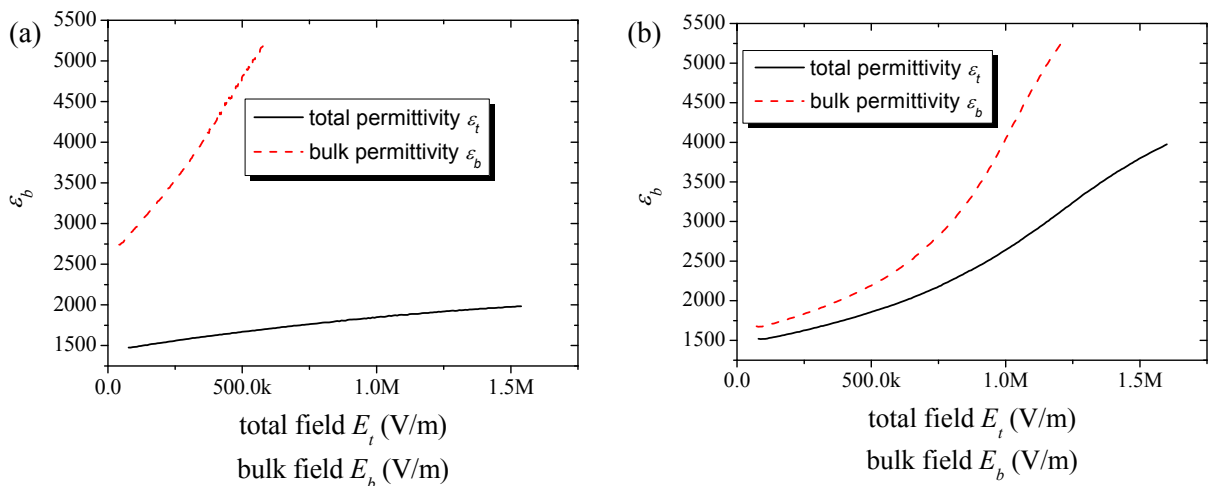 (a)
5500
5000
4500
4000
3500
3000
2500
2000
1500
ε_b
total permittivity ε_t
bulk permittivity ε_b
0.0 500.0k 1.0M 1.5M
total field E_t (V/m)
bulk field E_b (V/m)
(b)
5500
5000
4500
4000
3500
3000
2500
2000
1500
ε_b
total permittivity ε_t
bulk permittivity ε_b
0.0 500.0k 1.0M 1.5M
total field E_t (V/m)
bulk field E_b (V/m)